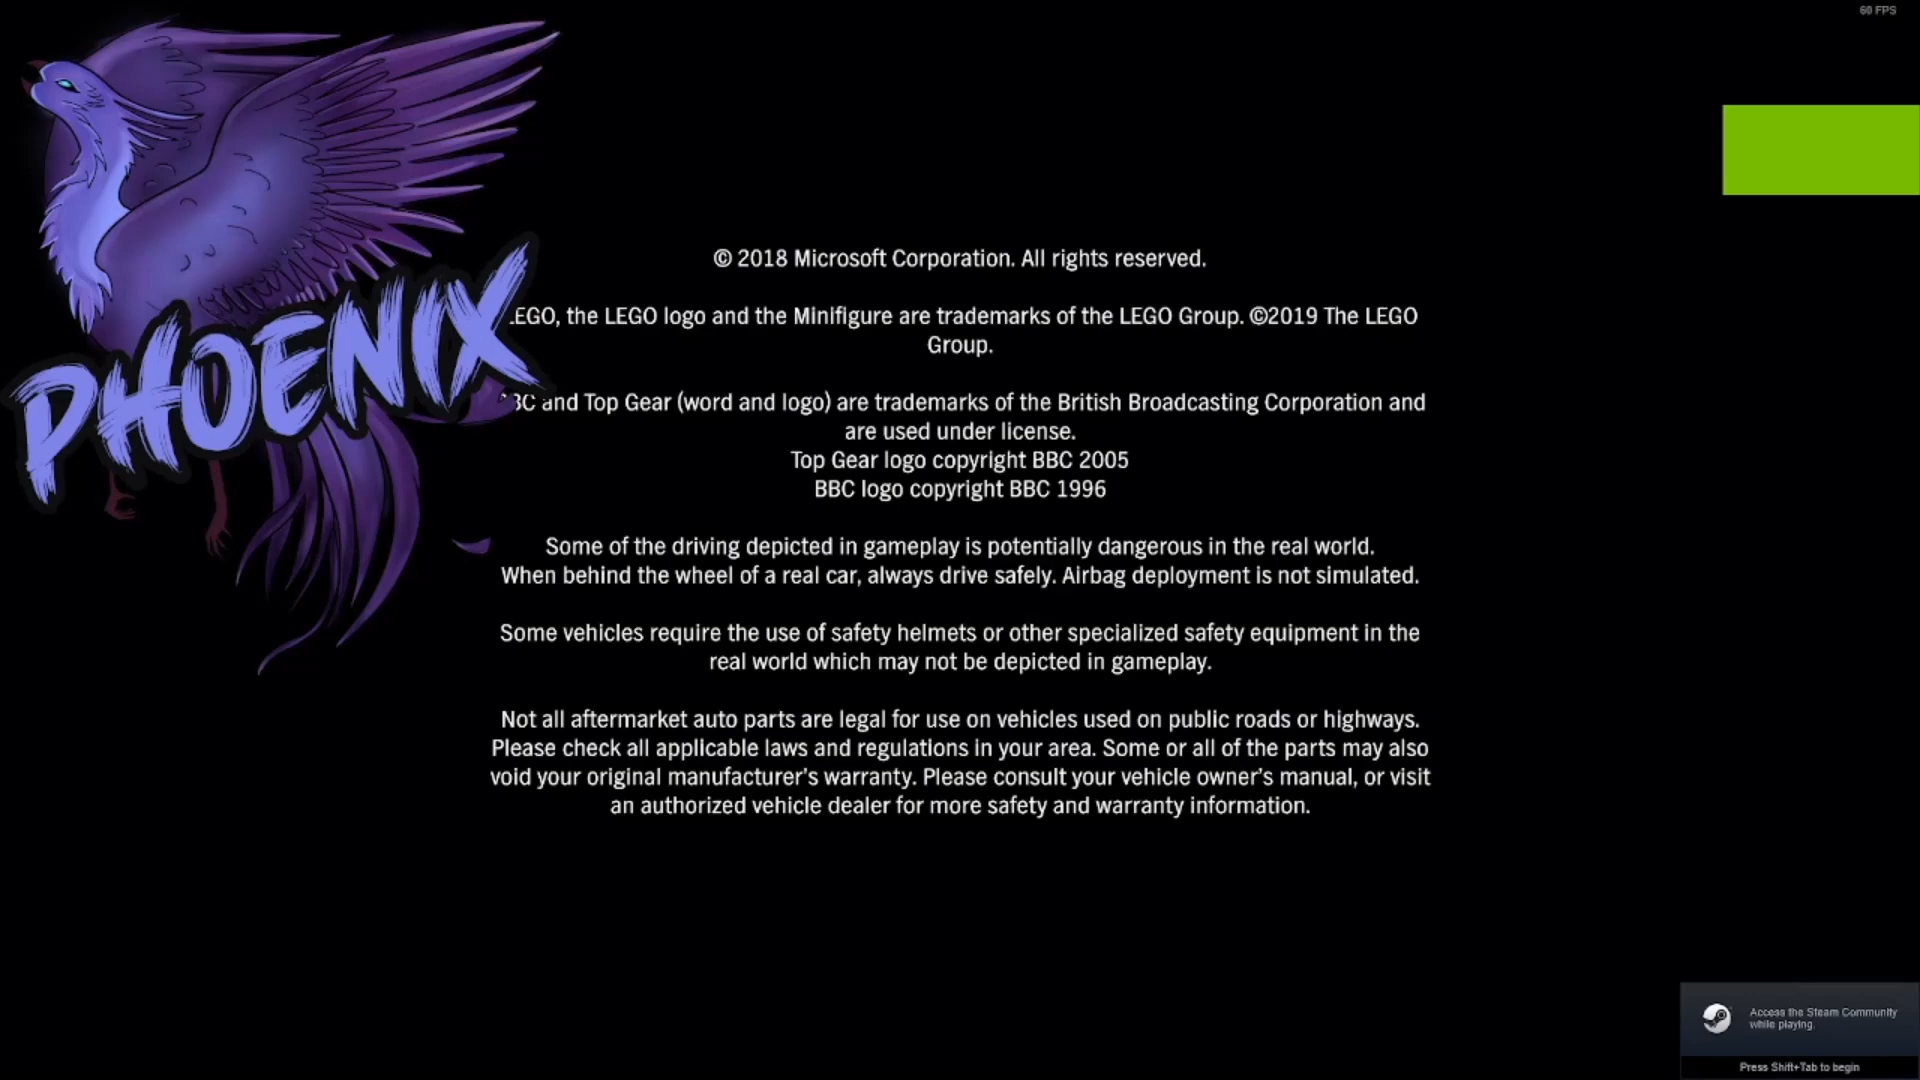 60 FPS
PHOENIX
© 2018 Microsoft Corporation. All rights reserved.
LEGO, the LEGO logo and the Minifigure are trademarks of the LEGO Group. ©2019 The LEGO
Group.
BBC and Top Gear (word and logo) are trademarks of the British Broadcasting Corporation and
are used under license.
Top Gear logo copyright BBC 2005
BBC logo copyright BBC 1996
Some of the driving depicted in gameplay is potentially dangerous in the real world.
When behind the wheel of a real car, always drive safely. Airbag deployment is not simulated.
Some vehicles require the use of safety helmets or other specialized safety equipment in the
real world which may not be depicted in gameplay.
Not all aftermarket auto parts are legal for use on vehicles used on public roads or highways.
Please check all applicable laws and regulations in your area. Some or all of the parts may also
void your original manufacturer's warranty. Please consult your vehicle owner's manual, or visit
an authorized vehicle dealer for more safety and warranty information.
Access the Steam Community
while playing.
Press Shift+Tab to begin